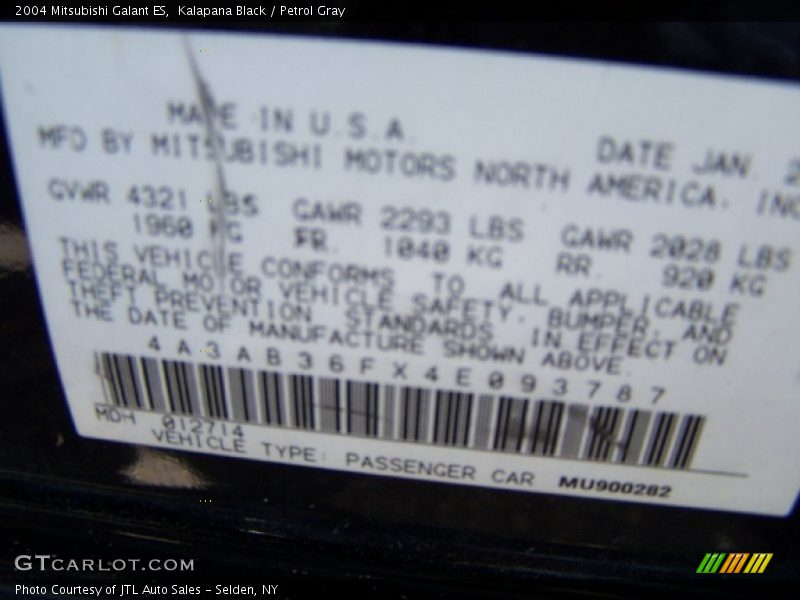 2004 Mitsubishi Galant ES, Kalapana Black / Petrol Gray
MADE IN U.S.A.
DATE JAN. 2
MFD BY MITSUBISHI MOTORS NORTH AMERICA, INC
GVWR 4321 LBS GAWR 2293 LBS GAWR 2028 LBS
1960 KG FR. 1040 KG RR. 920 KG
THIS VEHICLE CONFORMS TO ALL APPLICABLE
FEDERAL MOTOR VEHICLE SAFETY, BUMPER, AND
THEFT PREVENTION STANDARDS IN EFFECT ON
THE DATE OF MANUFACTURE SHOWN ABOVE.
4A3AB36FX4E093787
MDH 012714
VEHICLE TYPE: PASSENGER CAR MU900282
GTCARLOT.COM
Photo Courtesy of JTL Auto Sales - Selden, NY